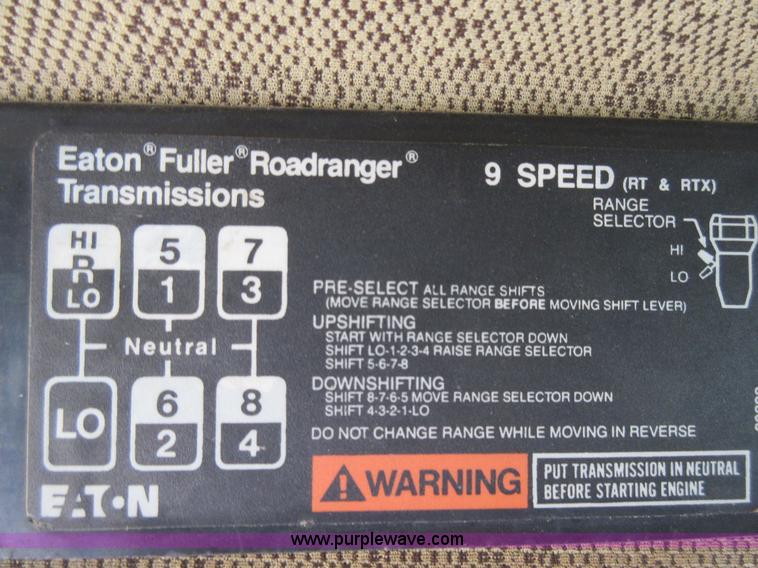 Eaton® Fuller® Roadranger®
Transmissions
9 SPEED (RT & RTX)
RANGE
SELECTOR
HI
LO
HI 5 7
R
LO 1 3
Neutral
LO 6 8
2 4
PRE-SELECT ALL RANGE SHIFTS
(MOVE RANGE SELECTOR BEFORE MOVING SHIFT LEVER)
UPSHIFTING
START WITH RANGE SELECTOR DOWN
SHIFT LO-1-2-3-4 RAISE RANGE SELECTOR
SHIFT 5-6-7-8
DOWNSHIFTING
SHIFT 8-7-6-5 MOVE RANGE SELECTOR DOWN
SHIFT 4-3-2-1-LO
DO NOT CHANGE RANGE WHILE MOVING IN REVERSE
WARNING
PUT TRANSMISSION IN NEUTRAL
BEFORE STARTING ENGINE
EATON
www.purplewave.com